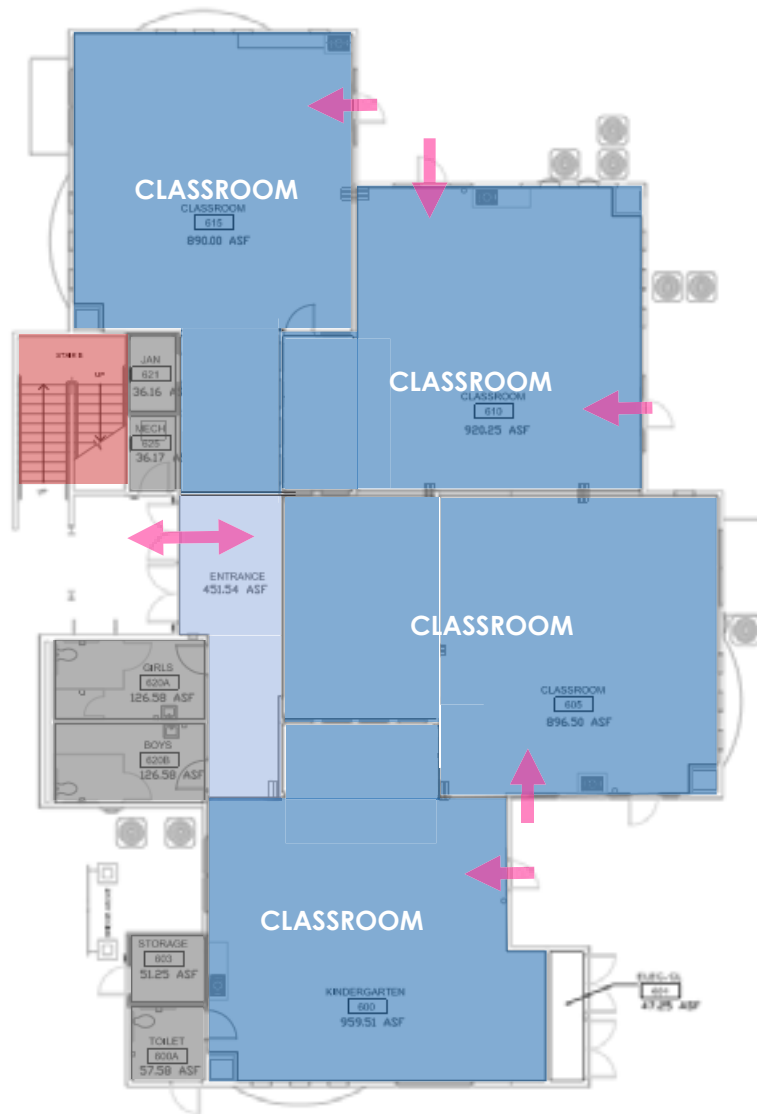 CLASSROOM
CLASSROOM
615
890.00 ASF
STAIR B
UP
JAN
621
36.16 A
MECH
625
36.17
CLASSROOM
CLASSROOM
610
920.25 ASF
ENTRANCE
451.54 ASF
CLASSROOM
GIRLS
620A
126.58 ASF
CLASSROOM
605
896.50 ASF
BOYS
620B
126.58 ASF
CLASSROOM
STORAGE
603
51.25 ASF
KINDERGARTEN
600
959.51 ASF
601
47.25 ASF
TOILET
600A
57.58 ASF